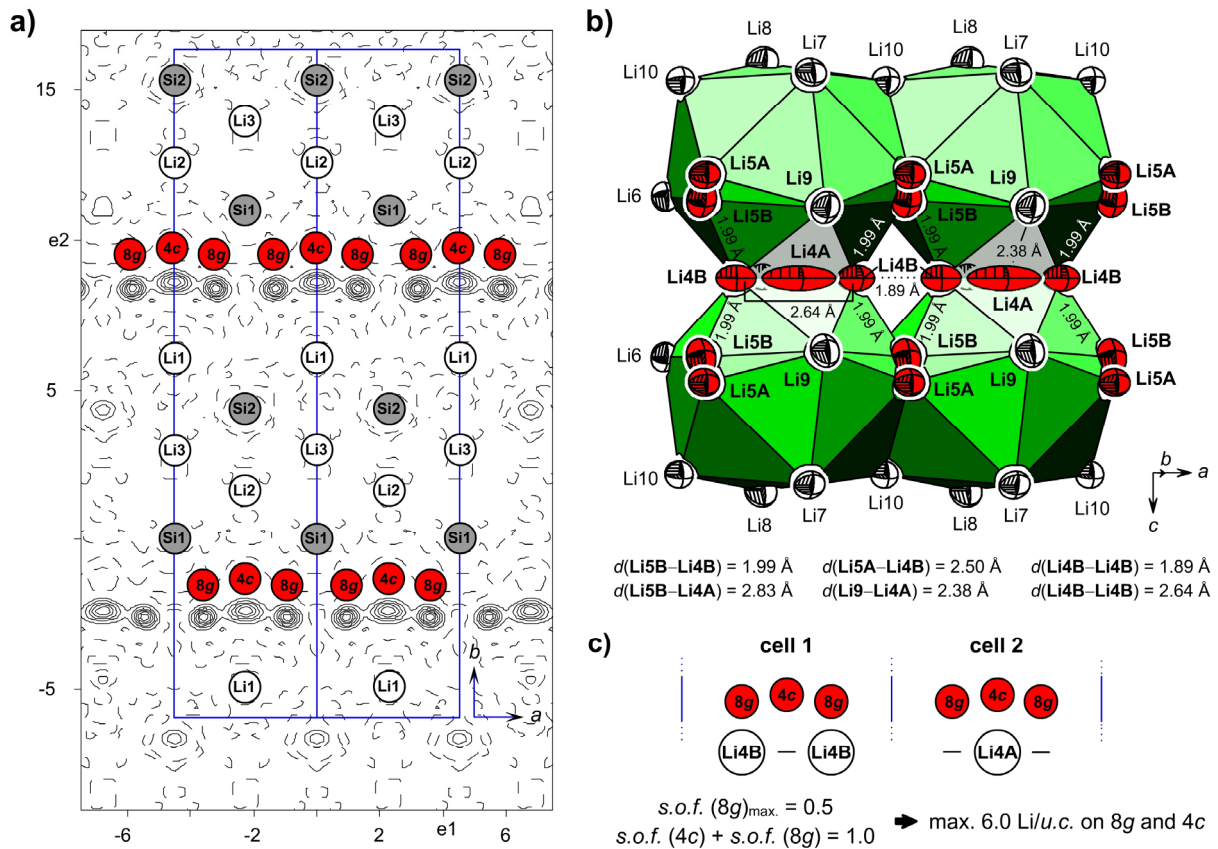 a)
Si2 Si2 Si2
15
Li3 Li3
Li2 Li2 Li2
Si1 Si1
e2
8g 4c 8g 8g 4c 8g 8g 4c 8g
Li1 Li1 Li1
5
Si2 Si2
Li3 Li3 Li3
Li2 Li2
Si1 Si1 Si1
8g 4c 8g 8g 4c 8g
b
-5
Li1 Li1
a
-6 -2 2 e1 6
b)
Li8 Li7 Li10 Li8 Li7 Li10
Li10
Li5A Li9 Li5A Li9 Li5A
Li6
Li5B Li5B Li5B
1.99 Å 1.99 Å 1.99 Å 1.99 Å
Li4A 2.38 Å
Li4B Li4B Li4B
1.89 Å
2.64 Å Li4A
1.99 Å 1.99 Å 1.99 Å 1.99 Å
Li6 Li5B Li5B Li5B
Li5A Li9 Li5A Li9 Li5A
Li10 Li10 Li10
Li8 Li7 Li8 Li7
b a
c
d(Li5B–Li4B) = 1.99 Å d(Li5A–Li4B) = 2.50 Å d(Li4B–Li4B) = 1.89 Å
d(Li5B–Li4A) = 2.83 Å d(Li9–Li4A) = 2.38 Å d(Li4B–Li4B) = 2.64 Å
c)
cell 1 cell 2
8g 4c 8g 8g 4c 8g
Li4B — Li4B — Li4A —
s.o.f. (8g)max. = 0.5
s.o.f. (4c) + s.o.f. (8g) = 1.0 ➨ max. 6.0 Li/u.c. on 8g and 4c